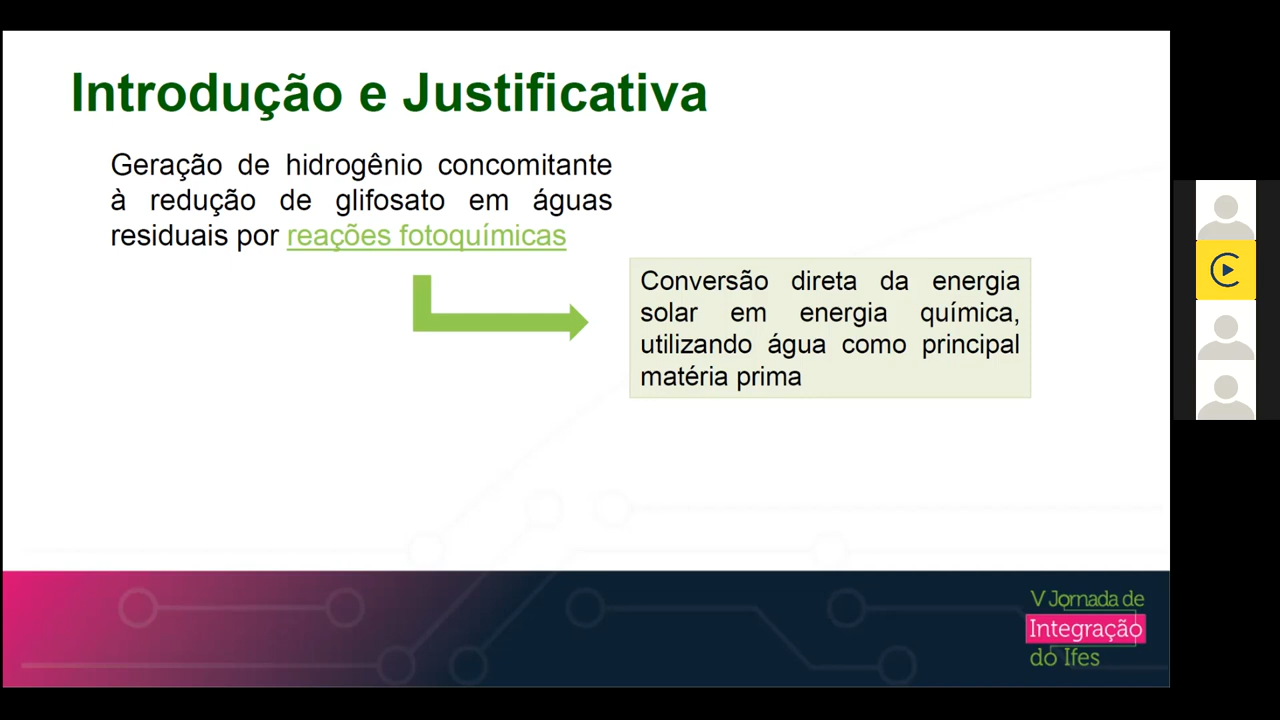 Introdução e Justificativa
Geração de hidrogênio concomitante
à redução de glifosato em águas
residuais por reações fotoquímicas
Conversão direta da energia
solar em energia química,
utilizando água como principal
matéria prima
V Jornada de
Integração
do Ifes